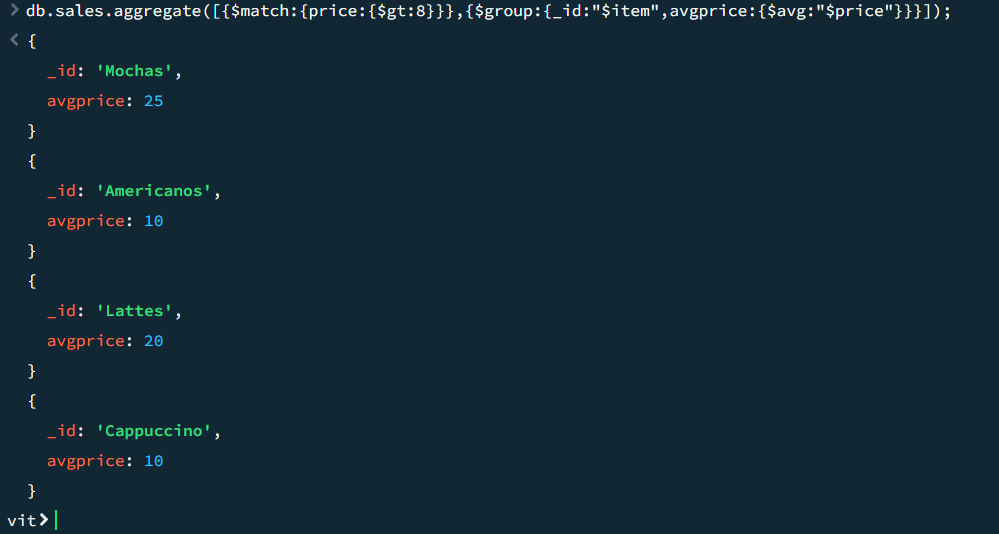 > db.sales.aggregate([{$match:{price:{$gt:8}}},{$group:{_id:"$item",avgprice:{$avg:"$price"}}}]);
< {
_id: 'Mochas',
avgprice: 25
}
{
_id: 'Americanos',
avgprice: 10
}
{
_id: 'Lattes',
avgprice: 20
}
{
_id: 'Cappuccino',
avgprice: 10
}
vit>